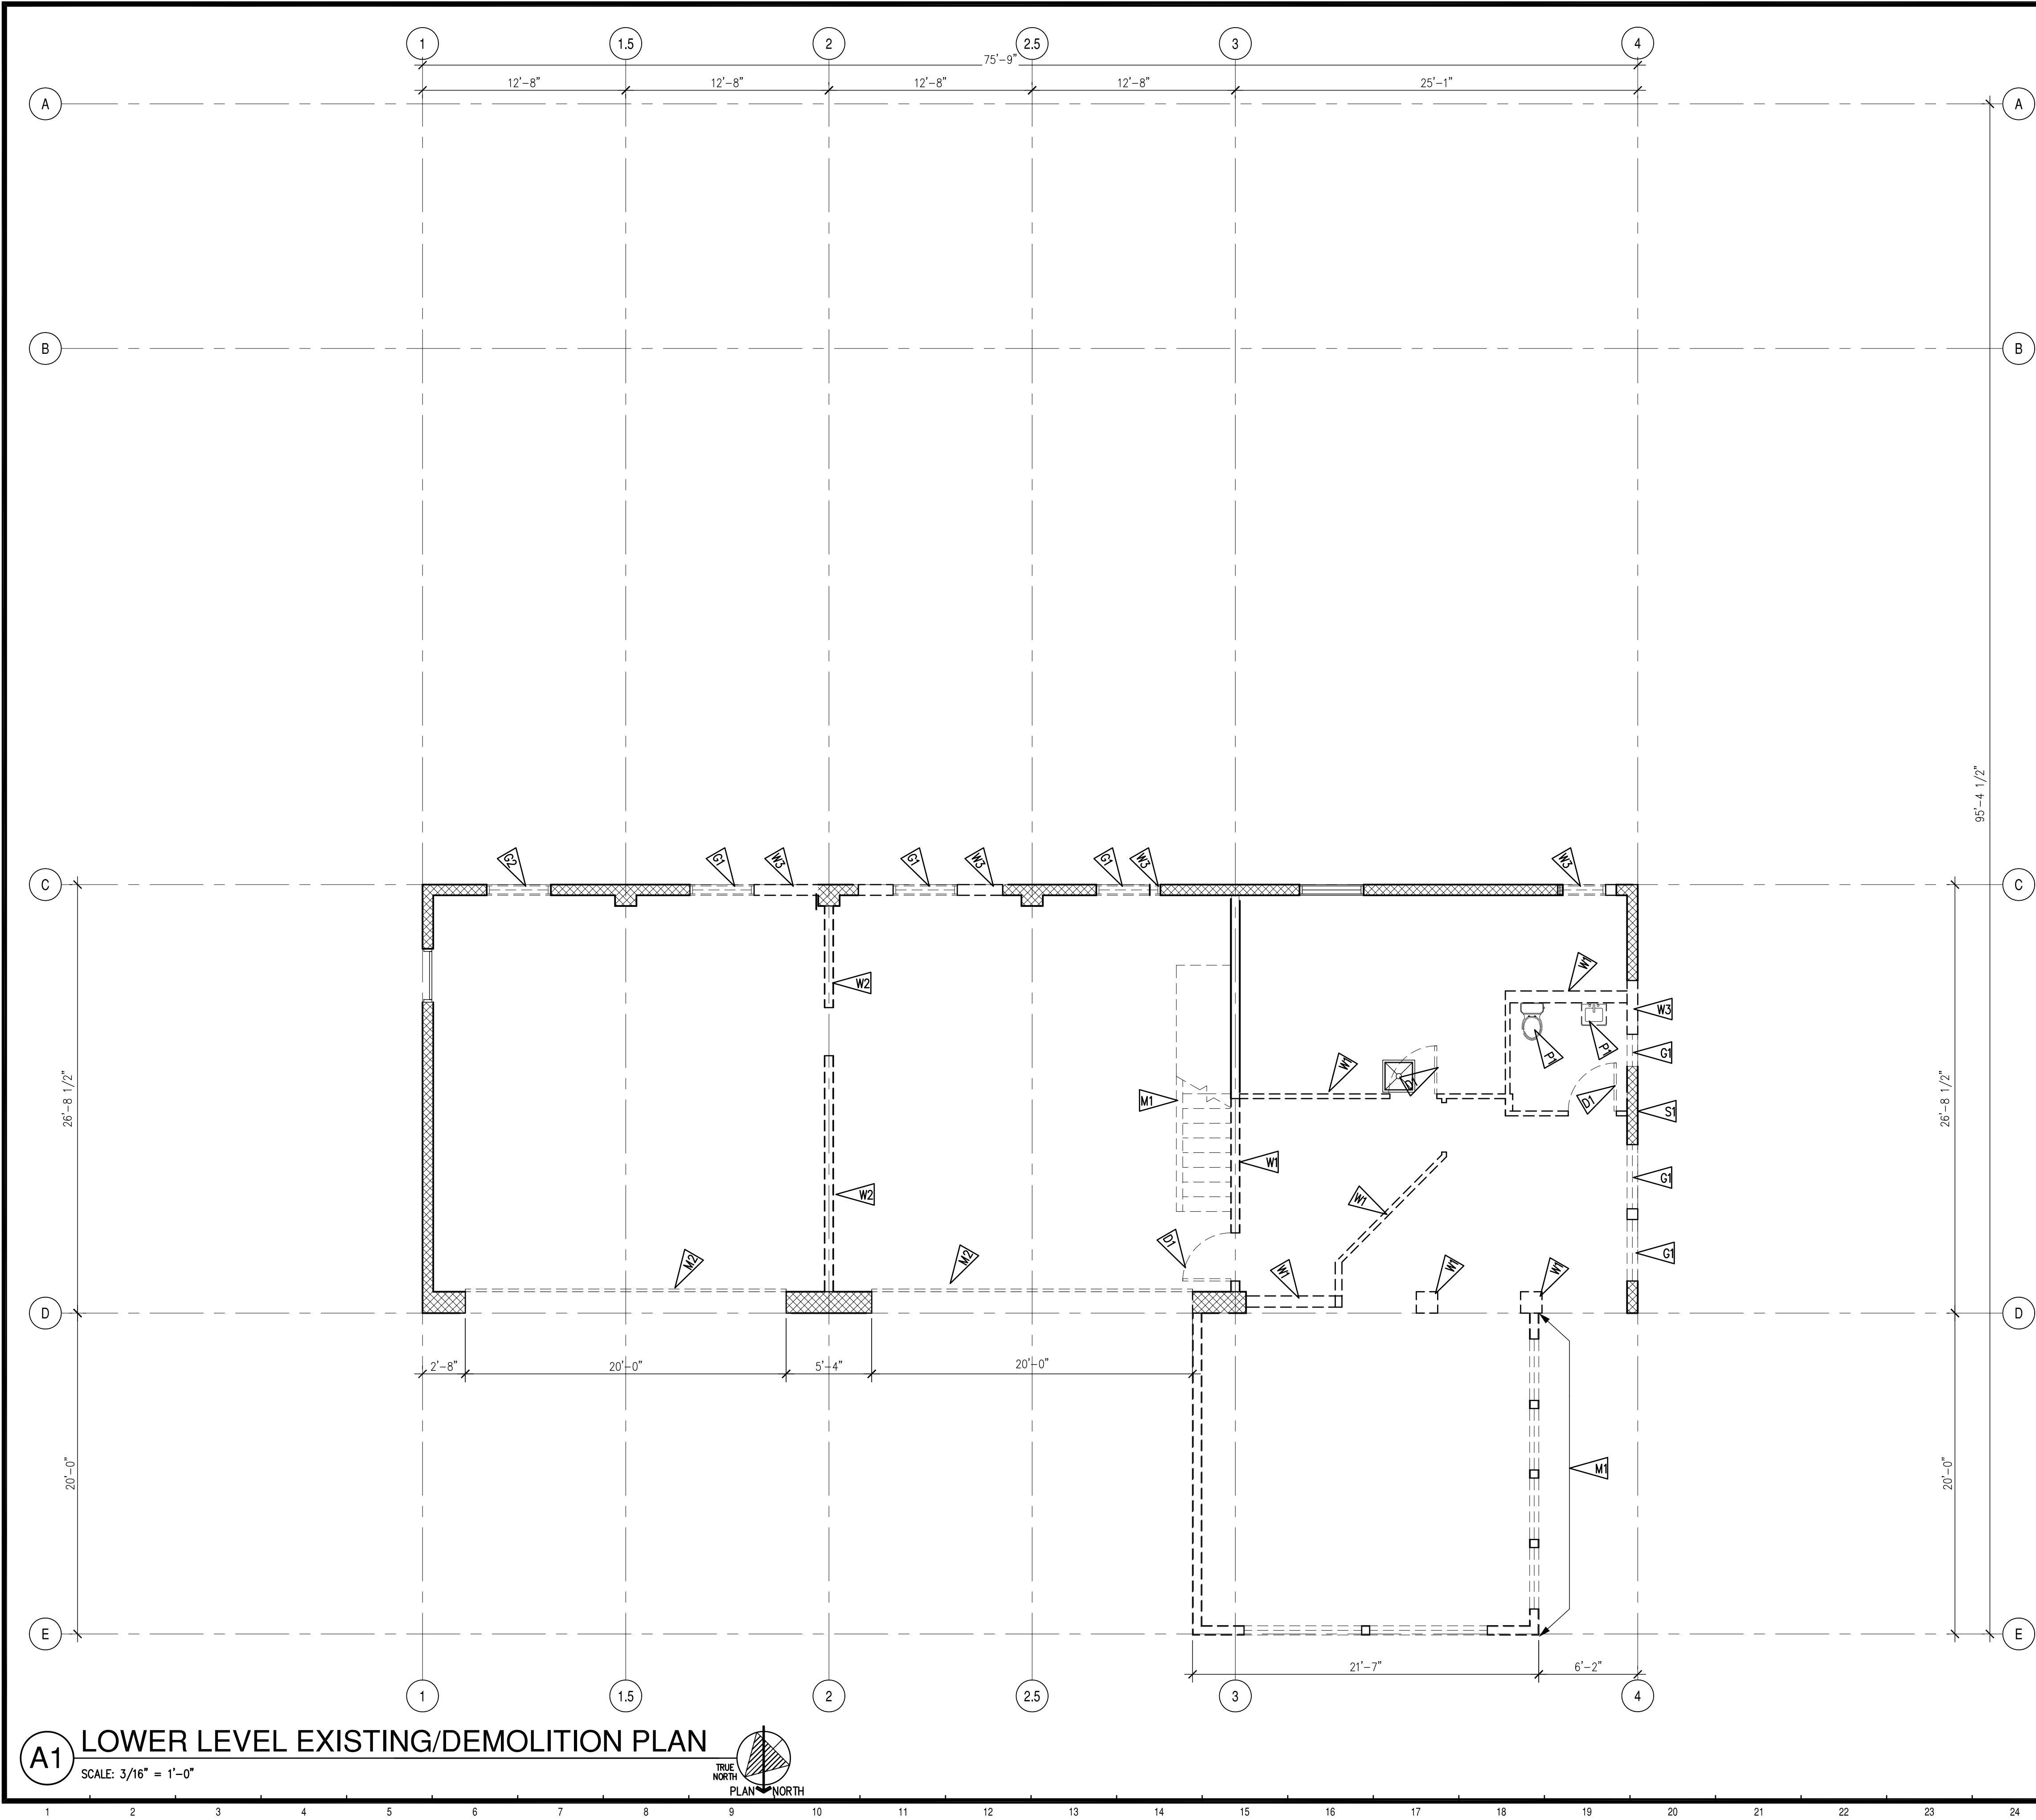 1 1.5 2 2.5 3 4
75'-9"
12'-8" 12'-8" 12'-8" 12'-8" 25'-1"
A A
B B
95'-4 1/2"
C C
G2 G1 W3 G1 W3 G1 W3 W3
W1
W2 W3
P1 P1 G1
W1 D1
M1 D1 S1
26'-8 1/2" 26'-8 1/2"
W1 G1
W2 W1
D1 G1
M2 M2 W1 W1 W1
D D
2'-8" 20'-0" 5'-4" 20'-0"
20'-0" M1 20'-0"
E E
21'-7" 6'-2"
1 1.5 2 2.5 3 4
A1 LOWER LEVEL EXISTING/DEMOLITION PLAN
SCALE: 3/16" = 1'-0"
TRUE
NORTH
PLAN NORTH
1 2 3 4 5 6 7 8 9 10 11 12 13 14 15 16 17 18 19 20 21 22 23 24